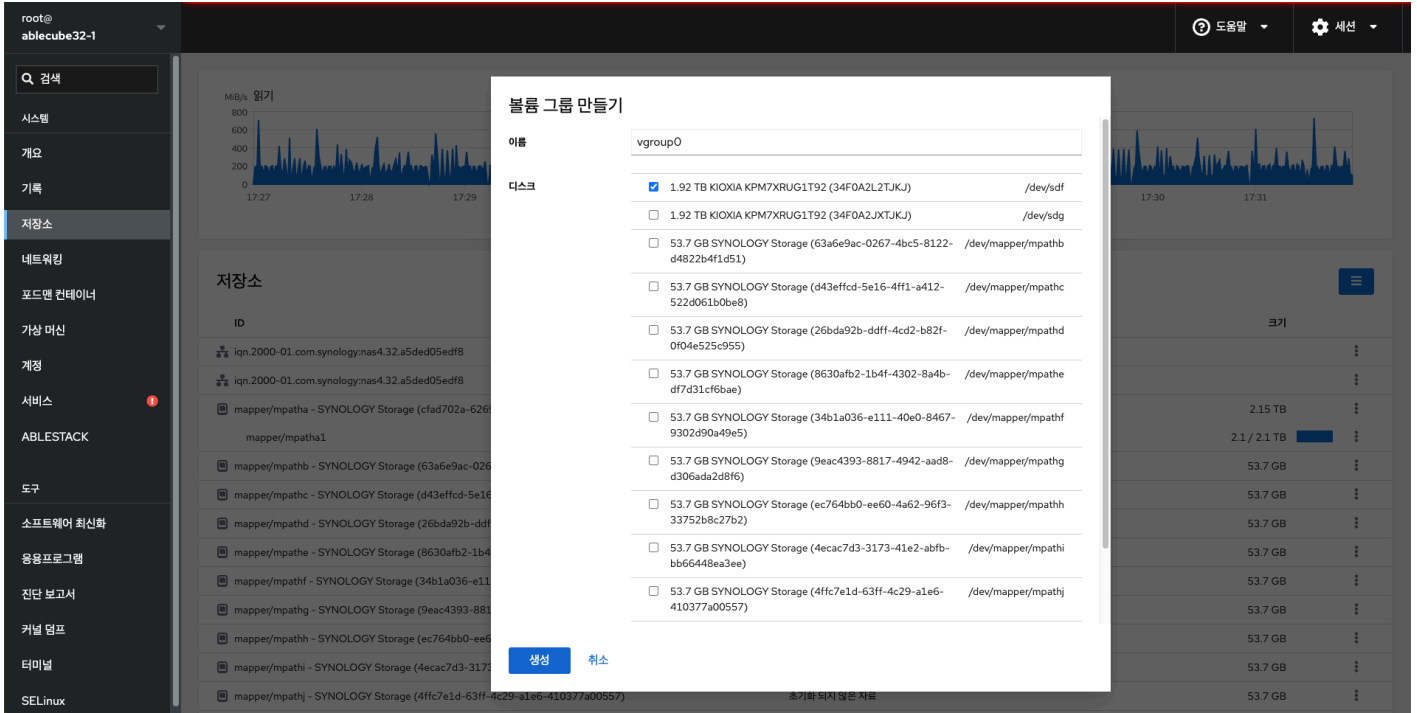 root@
ablecube32-1
도움말
세션
검색
시스템
개요
기록
저장소
네트워킹
포드맨 컨테이너
가상 머신
계정
서비스
ABLESTACK
도구
소프트웨어 최신화
응용프로그램
진단 보고서
커널 덤프
터미널
SELinux
MiB/s 읽기
800
600
400
200
0
17:27
17:28
17:29
17:30
17:31
저장소
ID
크기
iqn.2000-01.com.synology:nas4.32.a5ded05edf8
iqn.2000-01.com.synology:nas4.32.a5ded05edf8
mapper/mpatha - SYNOLOGY Storage (cfad702a-626
2.15 TB
mapper/mpatha1
2.1 / 2.1 TB
mapper/mpathb - SYNOLOGY Storage (63a6e9ac-026
53.7 GB
mapper/mpathc - SYNOLOGY Storage (d43effcd-5e16
53.7 GB
mapper/mpathd - SYNOLOGY Storage (26bda92b-ddf
53.7 GB
mapper/mpathe - SYNOLOGY Storage (8630afb2-1b4
53.7 GB
mapper/mpathf - SYNOLOGY Storage (34b1a036-e11
53.7 GB
mapper/mpathg - SYNOLOGY Storage (9eac4393-881
53.7 GB
mapper/mpathh - SYNOLOGY Storage (ec764bb0-ee6
53.7 GB
mapper/mpathi - SYNOLOGY Storage (4ecac7d3-317
53.7 GB
mapper/mpathj - SYNOLOGY Storage (4ffc7e1d-63ff-4c29-a1e6-410377a00557)
초기화 되지 않은 자료
53.7 GB
볼륨 그룹 만들기
이름
vgroup0
디스크
1.92 TB KIOXIA KPM7XRUG1T92 (34F0A2L2TJKJ) /dev/sdf
1.92 TB KIOXIA KPM7XRUG1T92 (34F0A2JXTJKJ) /dev/sdg
53.7 GB SYNOLOGY Storage (63a6e9ac-0267-4bc5-8122- /dev/mapper/mpathb
d4822b4f1d51)
53.7 GB SYNOLOGY Storage (d43effcd-5e16-4ff1-a412- /dev/mapper/mpathc
522d061b0be8)
53.7 GB SYNOLOGY Storage (26bda92b-ddff-4cd2-b82f- /dev/mapper/mpathd
0f04e525c955)
53.7 GB SYNOLOGY Storage (8630afb2-1b4f-4302-8a4b- /dev/mapper/mpathe
df7d31cf6bae)
53.7 GB SYNOLOGY Storage (34b1a036-e111-40e0-8467- /dev/mapper/mpathf
9302d90a49e5)
53.7 GB SYNOLOGY Storage (9eac4393-8817-4942-aad8- /dev/mapper/mpathg
d306ada2d8f6)
53.7 GB SYNOLOGY Storage (ec764bb0-ee60-4a62-96f3- /dev/mapper/mpathh
33752b8c27b2)
53.7 GB SYNOLOGY Storage (4ecac7d3-3173-41e2-abfb- /dev/mapper/mpathi
bb66448ea3ee)
53.7 GB SYNOLOGY Storage (4ffc7e1d-63ff-4c29-a1e6- /dev/mapper/mpathj
410377a00557)
생성
취소